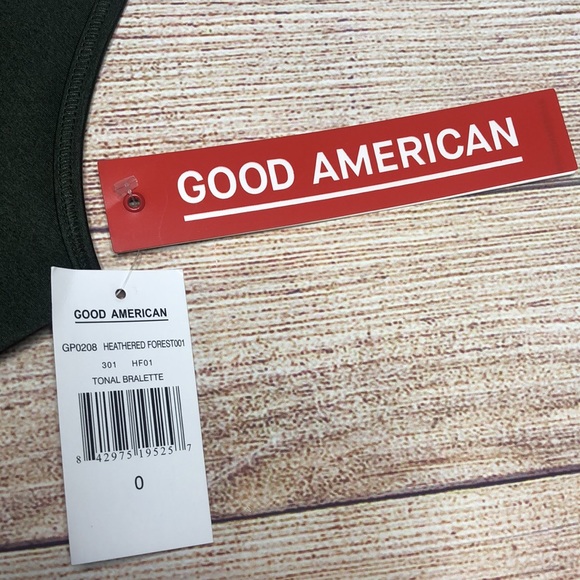 GOOD AMERICAN
GOOD AMERICAN
GP0208 HEATHERED FOREST001
301 HF01
TONAL BRALETTE
8 42975 19525 7
0